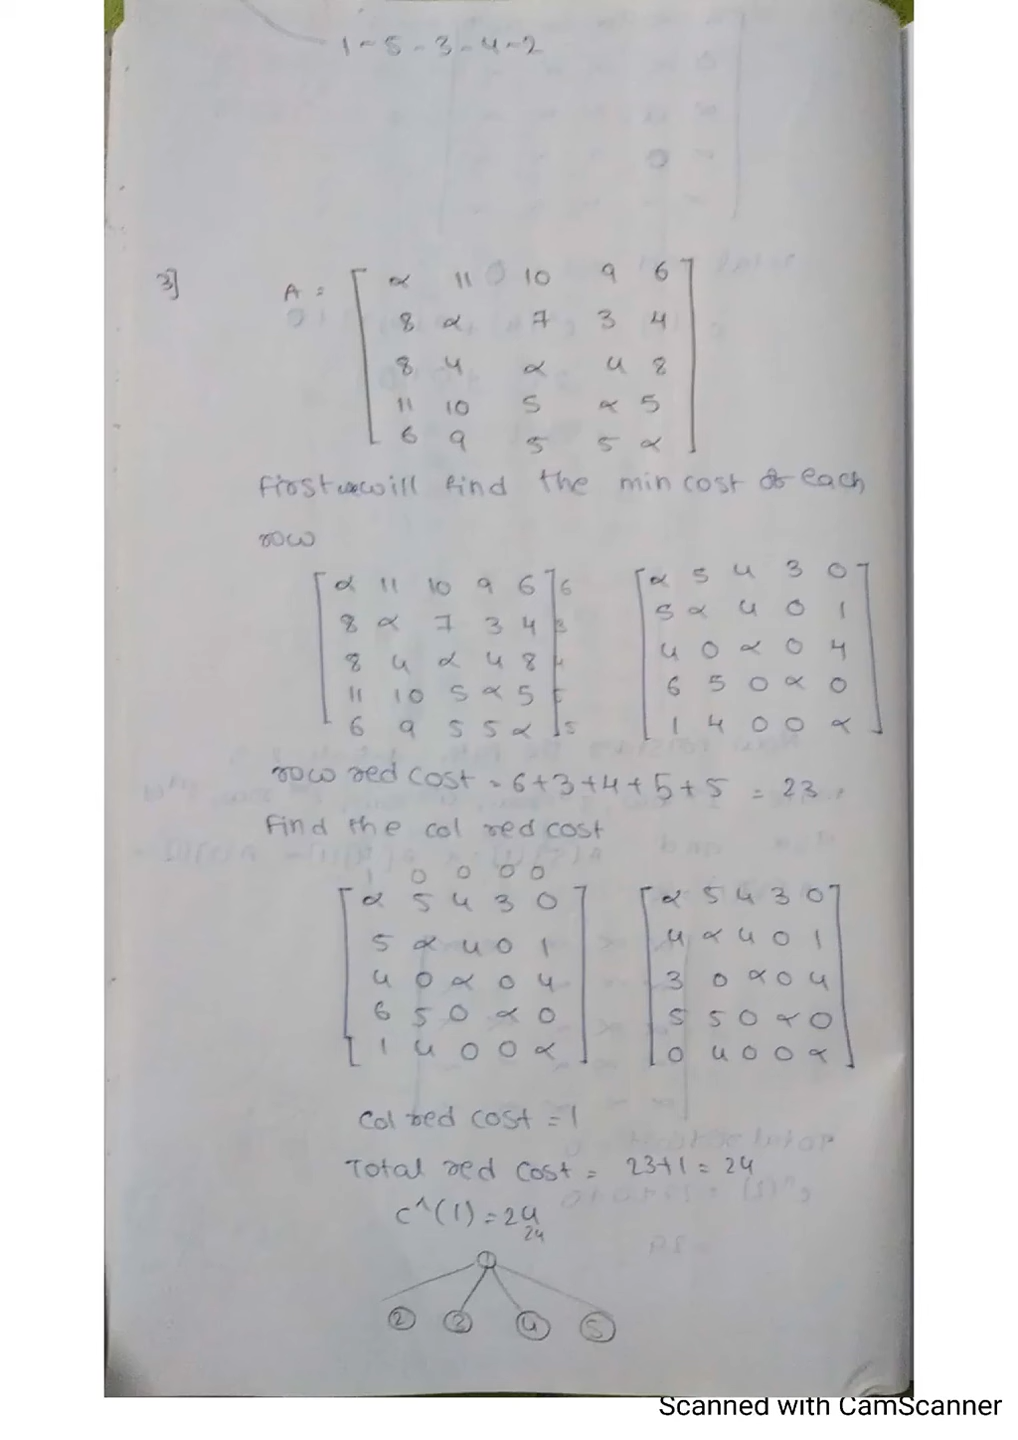 1-5-3-4-2
3]
A = [ α 11 10 9 6 ]
8 α 7 3 4
8 4 α 4 8
11 10 5 α 5
6 9 5 5 α
first we will find the min cost of each
row
α 11 10 9 6 6 α 5 4 3 0
8 α 7 3 4 3 5 α 4 0 1
8 4 α 4 8 4 4 0 α 0 4
11 10 5 α 5 5 6 5 0 α 0
6 9 5 5 α 5 1 4 0 0 α
row red cost = 6+3+4+5+5 = 23
Find the col red cost
1 0 0 0 0
α 5 4 3 0 α 5 4 3 0
5 α 4 0 1 4 α 4 0 1
4 0 α 0 4 3 0 α 0 4
6 5 0 α 0 5 5 0 α 0
1 4 0 0 α 0 4 0 0 α
Col red cost = 1
Total red cost = 23+1 = 24
c^(1) = 24
24
1
2 3 4 5
Scanned with CamScanner